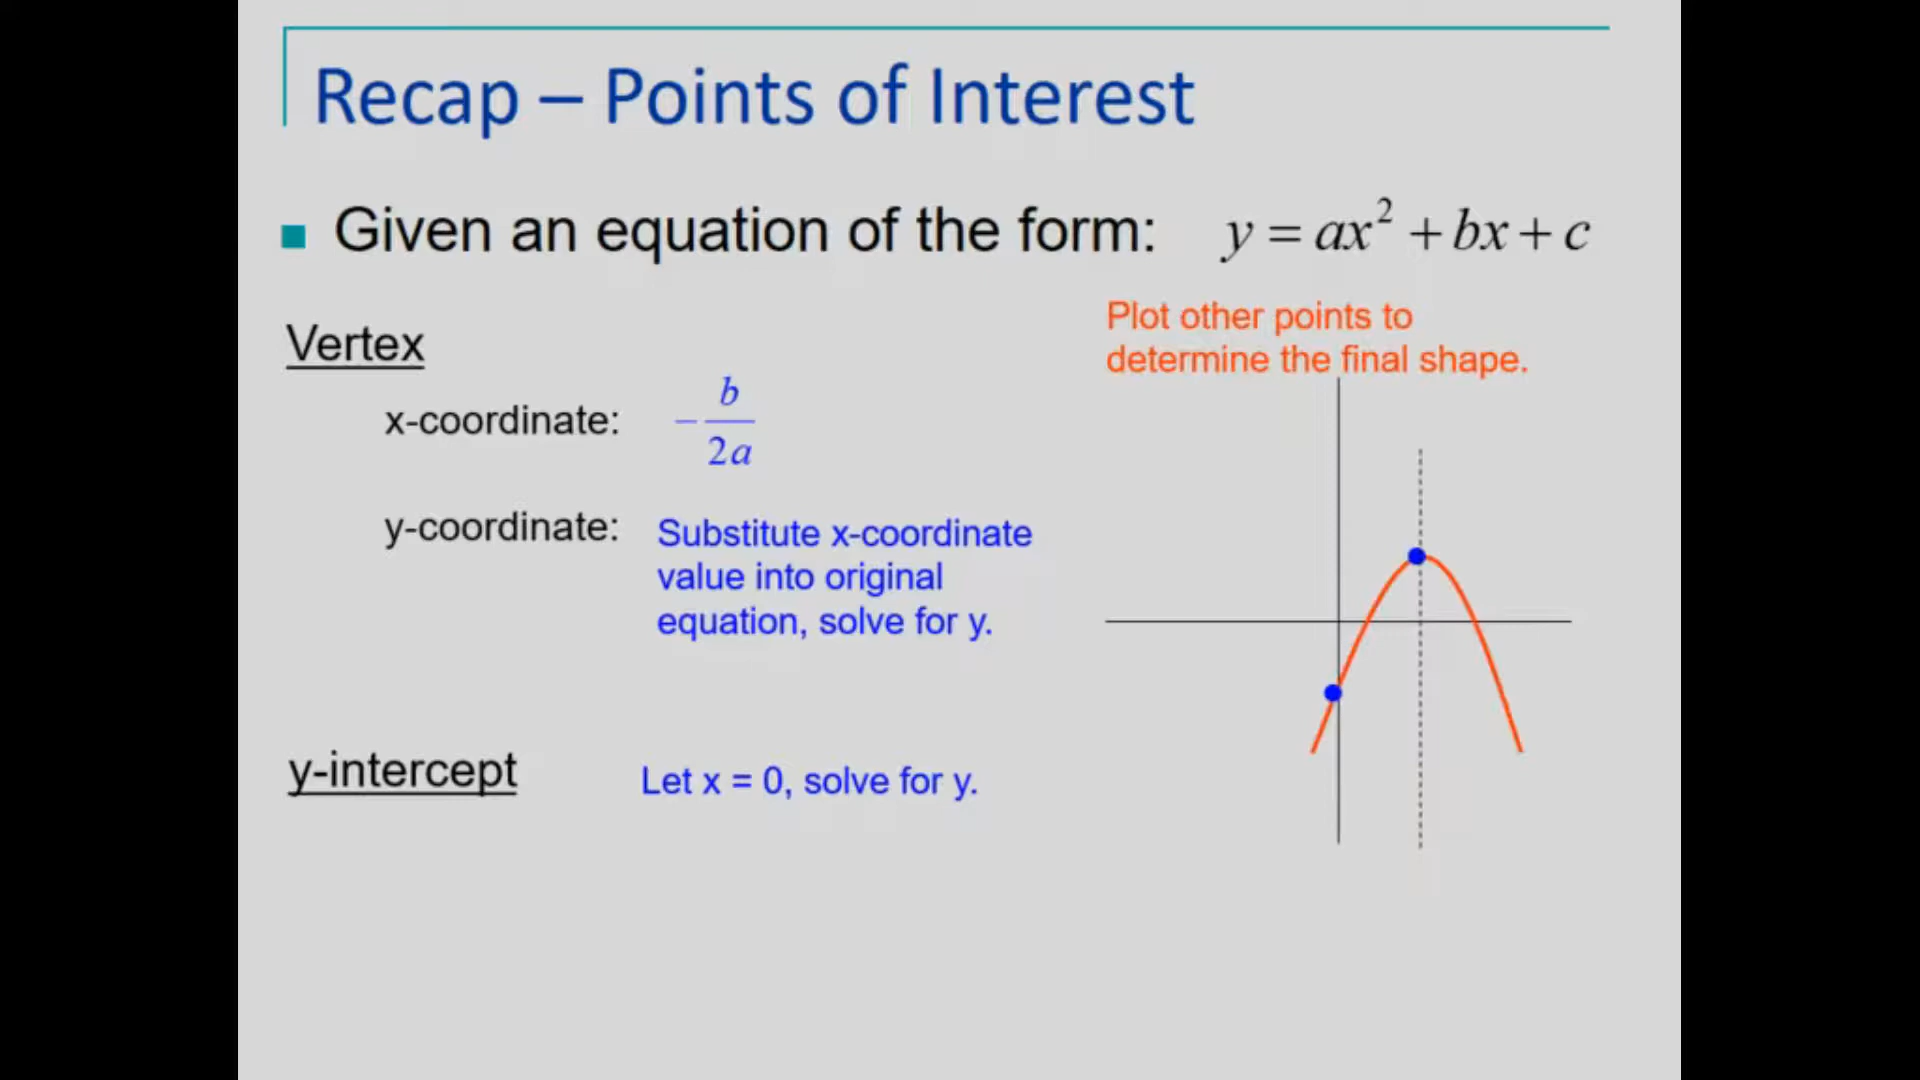 Recap – Points of Interest
Given an equation of the form: y = ax² + bx + c
Plot other points to
determine the final shape.
Vertex
x-coordinate: -b/2a
y-coordinate: Substitute x-coordinate
value into original
equation, solve for y.
y-intercept Let x = 0, solve for y.